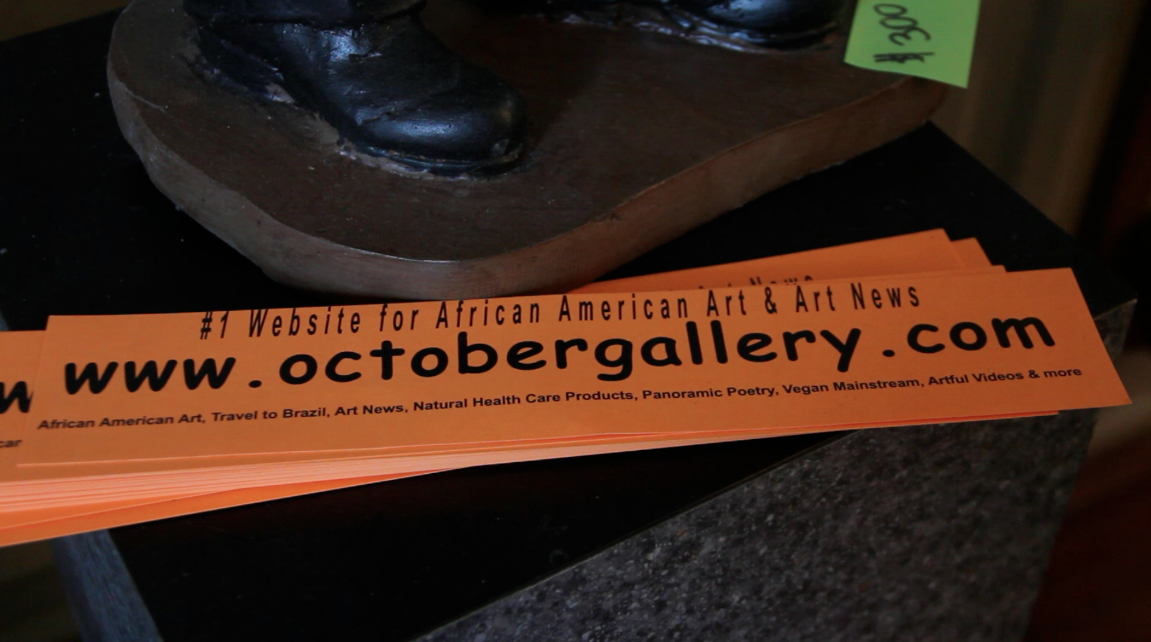 $300
#1 Website for African American Art & Art News
www.octobergallery.com
African American Art, Travel to Brazil, Art News, Natural Health Care Products, Panoramic Poetry, Vegan Mainstream, Artful Videos & more